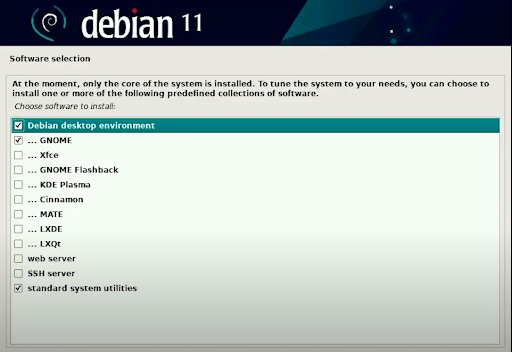 debian 11
Software selection
At the moment, only the core of the system is installed. To tune the system to your needs, you can choose to
install one or more of the following predefined collections of software.
Choose software to install:
Debian desktop environment
... GNOME
... Xfce
... GNOME Flashback
... KDE Plasma
... Cinnamon
... MATE
... LXDE
... LXQt
web server
SSH server
standard system utilities